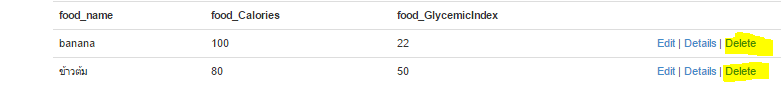 food_name food_Calories food_GlycemicIndex
banana 100 22 Edit | Details | Delete
ข้าวต้ม 80 50 Edit | Details | Delete